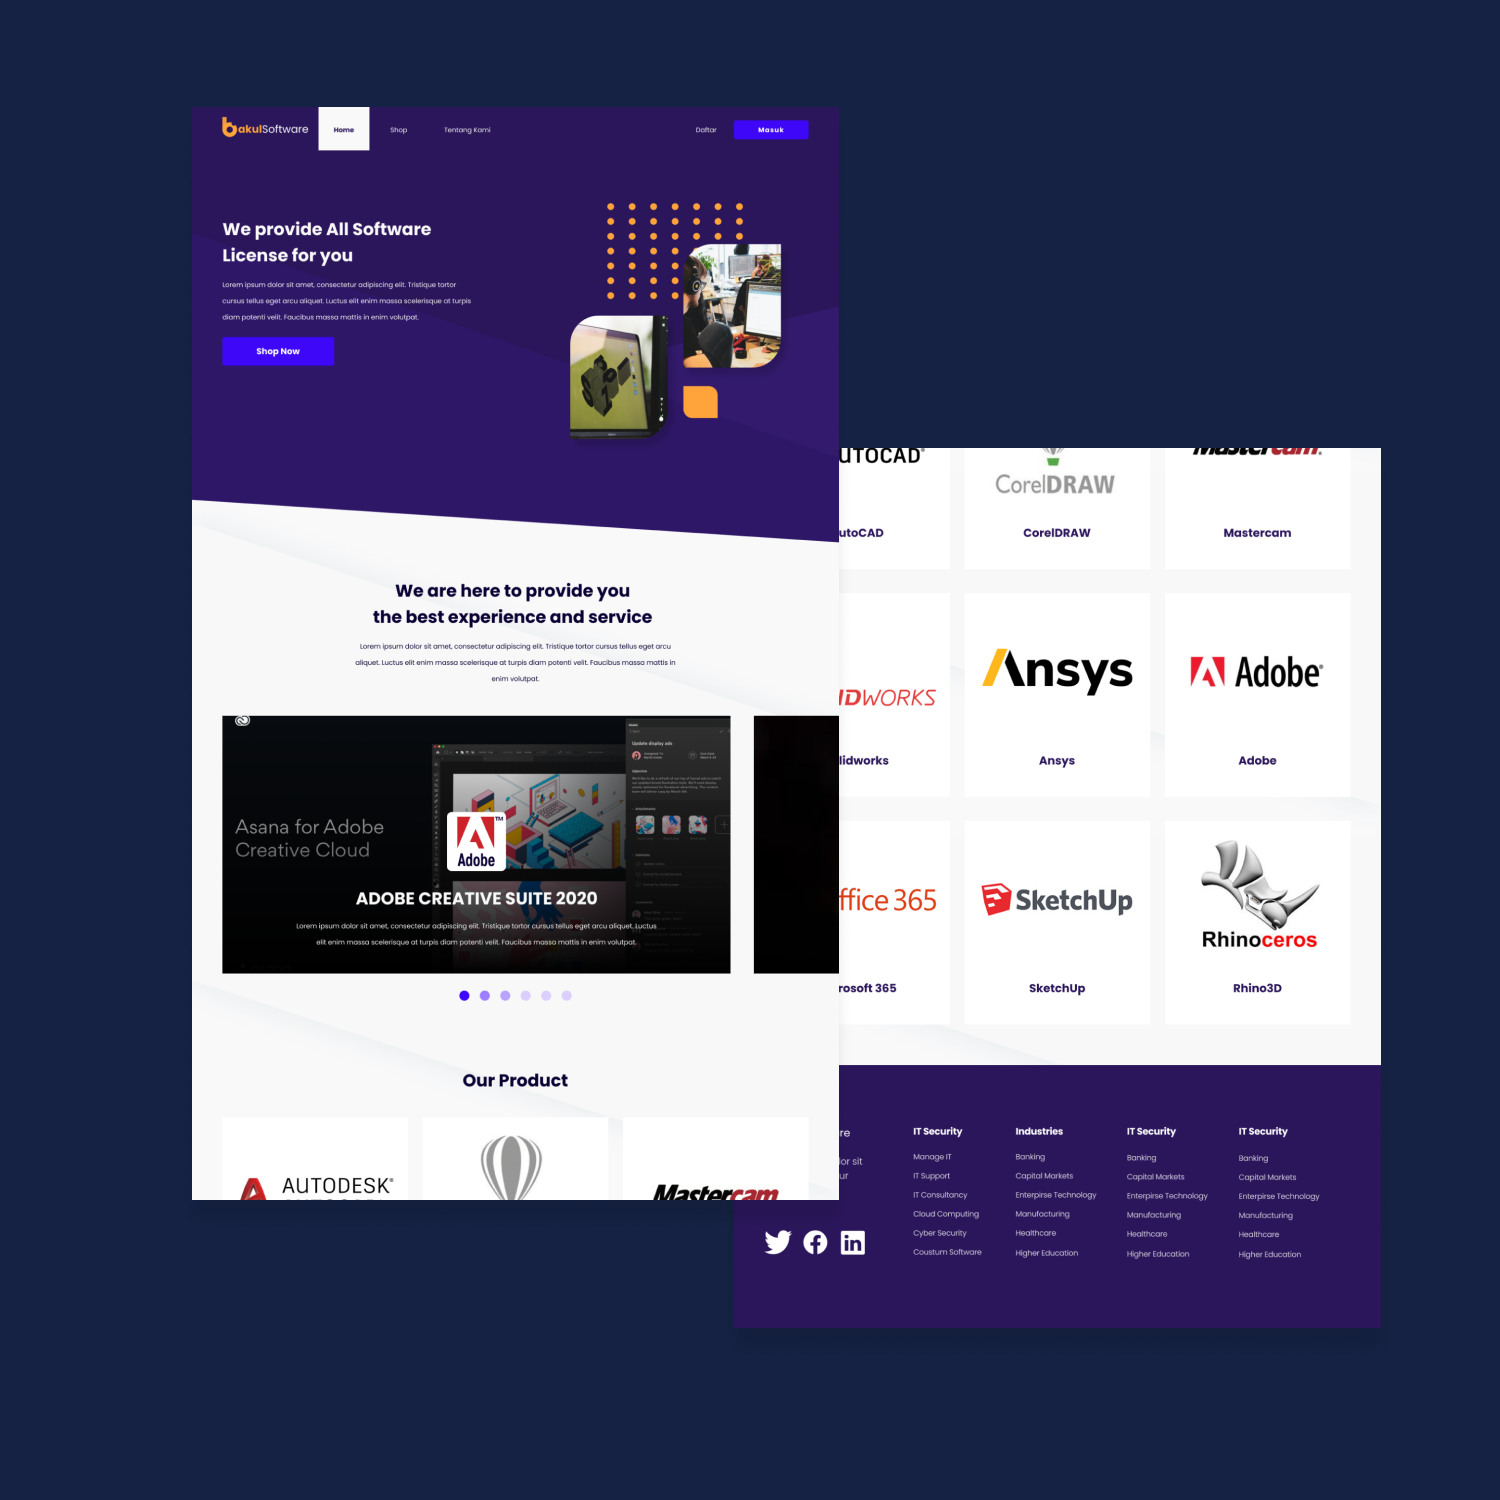 bakulSoftware
Home
Shop
Tentang Kami
Daftar
Masuk
We provide All Software
License for you
Lorem ipsum dolor sit amet, consectetur adipiscing elit. Tristique tortor
cursus tellus eget arcu aliquet. Luctus elit enim massa scelerisque at turpis
diam potenti velit. Faucibus massa mattis in enim volutpat.
Shop Now
We are here to provide you
the best experience and service
Lorem ipsum dolor sit amet, consectetur adipiscing elit. Tristique tortor cursus tellus eget arcu
aliquet. Luctus elit enim massa scelerisque at turpis diam potenti velit. Faucibus massa mattis in
enim volutpat.
Asana for Adobe
Creative Cloud
Update display ads
Adobe™
ADOBE CREATIVE SUITE 2020
Lorem ipsum dolor sit amet, consectetur adipiscing elit. Tristique tortor cursus tellus eget arcu aliquet. Luctus
elit enim massa scelerisque at turpis diam potenti velit. Faucibus massa mattis in enim volutpat.
Our Product
AUTODESK®
Mastercam
UTOCAD®
CorelDRAW
Mastercam.
utoCAD
CorelDRAW
Mastercam
IDWORKS
Ansys
Adobe®
lidworks
Ansys
Adobe
ffice 365
SketchUp
Rhinoceros
rosoft 365
SketchUp
Rhino3D
re
lor sit
ur
IT Security
Manage IT
IT Support
IT Consultancy
Cloud Computing
Cyber Security
Coustum Software
Industries
Banking
Capital Markets
Enterpirse Technology
Manufacturing
Healthcare
Higher Education
IT Security
Banking
Capital Markets
Enterpirse Technology
Manufacturing
Healthcare
Higher Education
IT Security
Banking
Capital Markets
Enterpirse Technology
Manufacturing
Healthcare
Higher Education